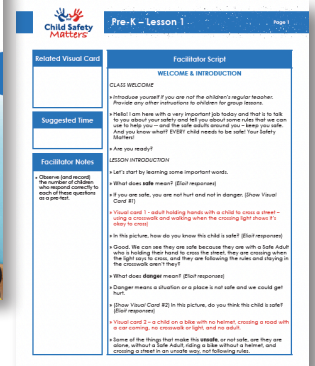 Child Safety
Matters
Pre-K – Lesson 1
Page 1
Related Visual Card
Suggested Time
Facilitator Notes
» Observe (and record)
the number of children
who respond correctly to
each of these questions
as a pre-test.
Facilitator Script
WELCOME & INTRODUCTION
CLASS WELCOME
» Introduce yourself if you are not the children's regular teacher.
Provide any other instructions to children for group lessons.
» Hello! I am here with a very important job today and that is to talk
to you about your safety and tell you about some rules that we can
use to help you – and the safe adults around you – keep you safe.
And you know what? EVERY child needs to be safe! Your Safety
Matters!
» Are you ready?
LESSON INTRODUCTION
» Let's start by learning some important words.
» What does safe mean? (Elicit responses)
» If you are safe, you are not hurt and not in danger. (Show Visual
Card #1)
» Visual card 1 - adult holding hands with a child to cross a street –
using a crosswalk and walking when the crossing light shows it's
okay to cross)
» In this picture, how do you know this child is safe? (Elicit responses)
» Good. We can see they are safe because they are with a Safe Adult
who is holding their hand to cross the street, they are crossing when
the light says to cross, and they are following the rules and staying in
the crosswalk aren't they?
» What does danger mean? (Elicit responses)
» Danger means a situation or a place is not safe and we could get
hurt.
» (Show Visual Card #2) In this picture, do you think this child is safe?
(Elicit responses)
» Visual card 2 – a child on a bike with no helmet, crossing a road with
a car coming, no crosswalk or light, and no adult.
» Some of the things that make this unsafe, or not safe, are they are
alone, without a Safe Adult, riding a bike without a helmet, and
crossing a street in an unsafe way, not following rules.